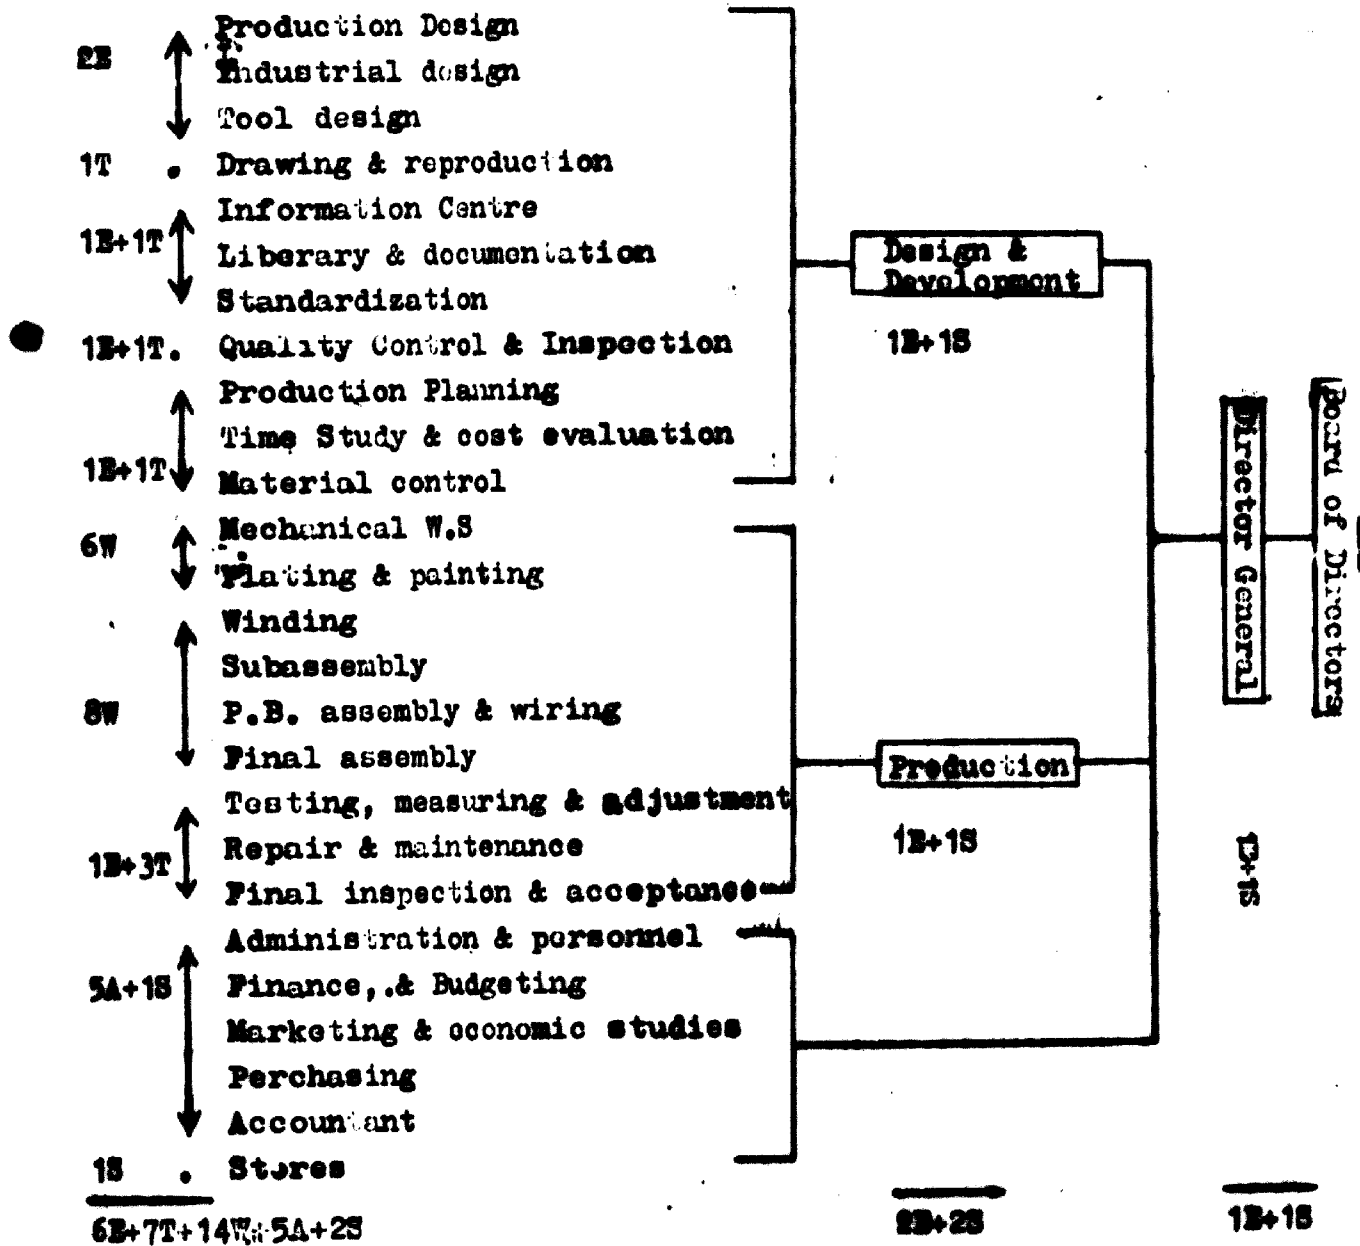 Production Design
2E
Industrial design
Tool design
1T . Drawing & reproduction
Information Centre
1E+1T
Liberary & documentation
Standardization
1E+1T. Quality Control & Inspection
Production Planning
Time Study & cost evaluation
1E+1T
Material control
Mechanical W.S
6W
Plating & painting
Winding
Subassembly
8W
P.B. assembly & wiring
Final assembly
Testing, measuring & adjustment
Repair & maintenance
1E+3T
Final inspection & acceptance
Administration & personnel
5A+1S
Finance,.& Budgeting
Marketing & economic studies
Perchasing
Accountant
1S . Stores
6E+7T+14W+5A+2S
Design &
Development
1E+1S
Production
1E+1S
2E+2S
Director General
1E+1S
1E+1S
Board of Directors